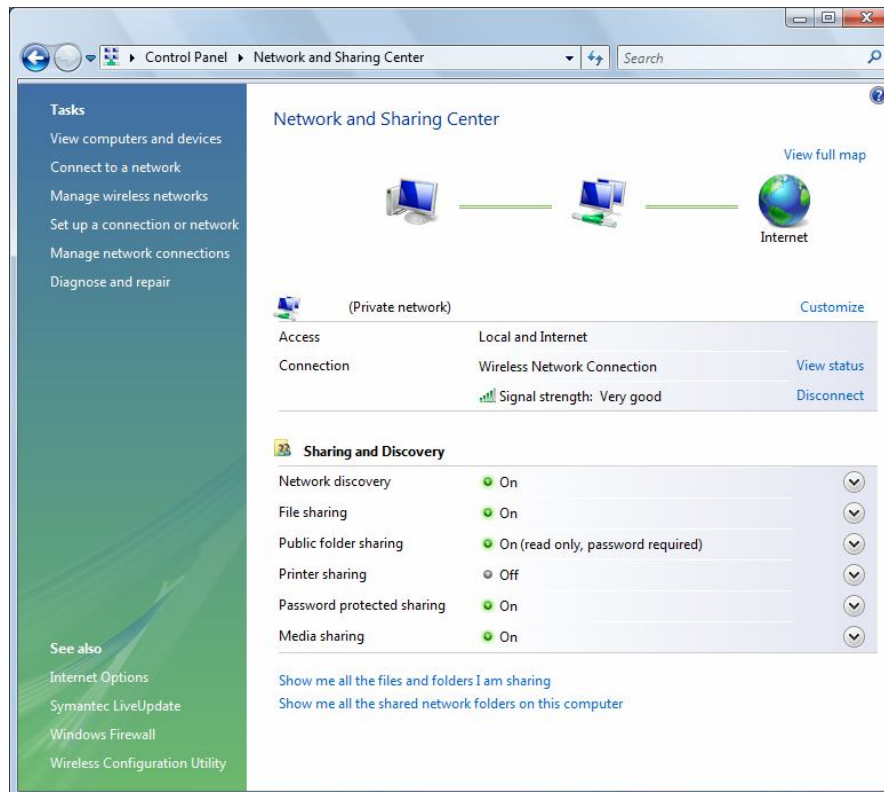 Control Panel
Network and Sharing Center
Search
Tasks
View computers and devices
Connect to a network
Manage wireless networks
Set up a connection or network
Manage network connections
Diagnose and repair
See also
Internet Options
Symantec LiveUpdate
Windows Firewall
Wireless Configuration Utility
Network and Sharing Center
View full map
Internet
(Private network) Customize
Access Local and Internet
Connection Wireless Network Connection View status
Signal strength: Very good Disconnect
Sharing and Discovery
Network discovery On
File sharing On
Public folder sharing On (read only, password required)
Printer sharing Off
Password protected sharing On
Media sharing On
Show me all the files and folders I am sharing
Show me all the shared network folders on this computer